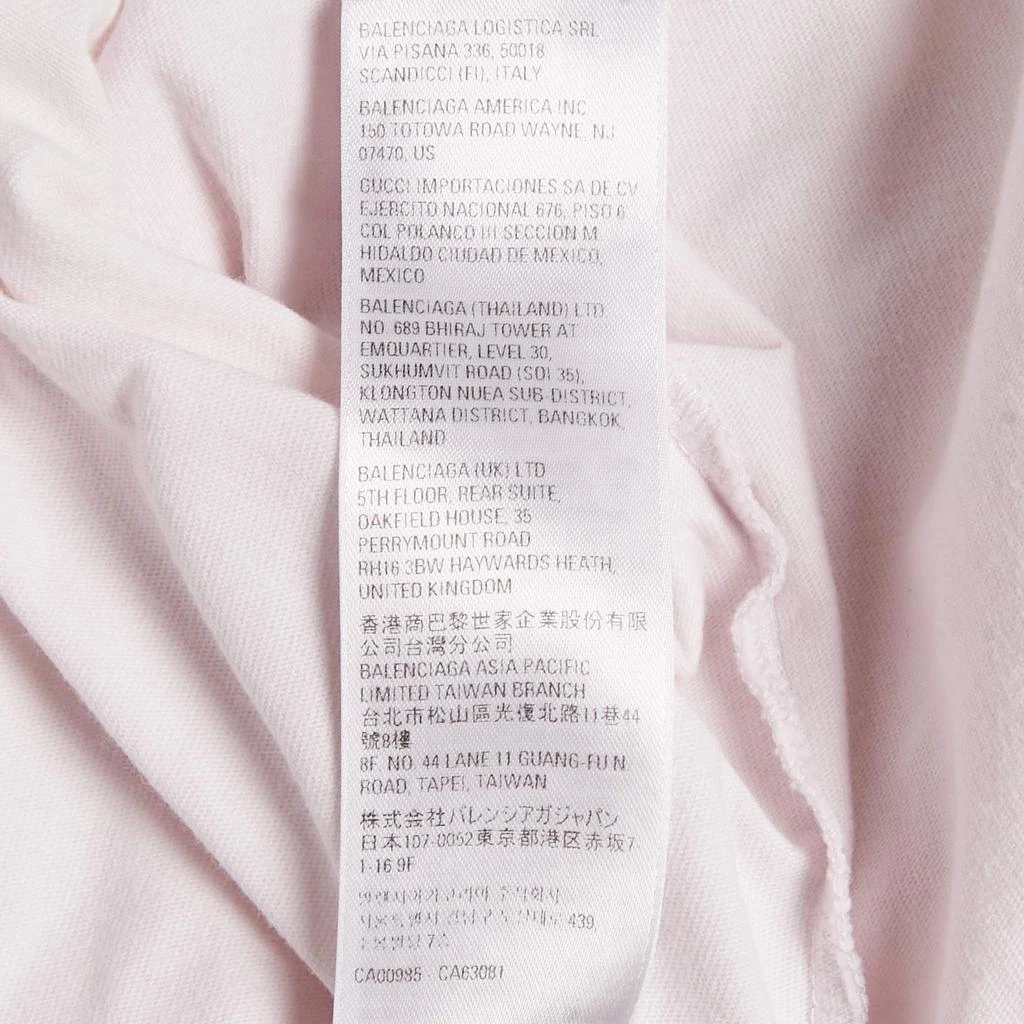 BALENCIAGA LOGISTICA SRL
VIA PISANA 336, 50018
SCANDICCI (FI), ITALY
BALENCIAGA AMERICA INC
150 TOTOWA ROAD WAYNE, NJ
07470, US
GUCCI IMPORTACIONES SA DE CV
EJERCITO NACIONAL 676, PISO 6
COL POLANCO III SECCION M
HIDALDO CIUDAD DE MEXICO,
MEXICO
BALENCIAGA (THAILAND) LTD.
NO. 689 BHIRAJ TOWER AT
EMQUARTIER, LEVEL 30,
SUKHUMVIT ROAD (SOI 35),
KLONGTON NUEA SUB-DISTRICT,
WATTANA DISTRICT, BANGKOK,
THAILAND
BALENCIAGA (UK) LTD
5TH FLOOR, REAR SUITE,
OAKFIELD HOUSE, 35
PERRYMOUNT ROAD
RH16 3BW HAYWARDS HEATH,
UNITED KINGDOM
香港商巴黎世家企業股份有限
公司台灣分公司
BALENCIAGA ASIA PACIFIC
LIMITED TAIWAN BRANCH
台北市松山區光復北路11巷44
號8樓
8F, NO. 44 LANE 11 GUANG-FU N.
ROAD, TAPEI, TAIWAN
株式会社バレンシアガジャパン
日本107-0052東京都港区赤坂7-
1-16 9F
439,
CA00985 - CA63081